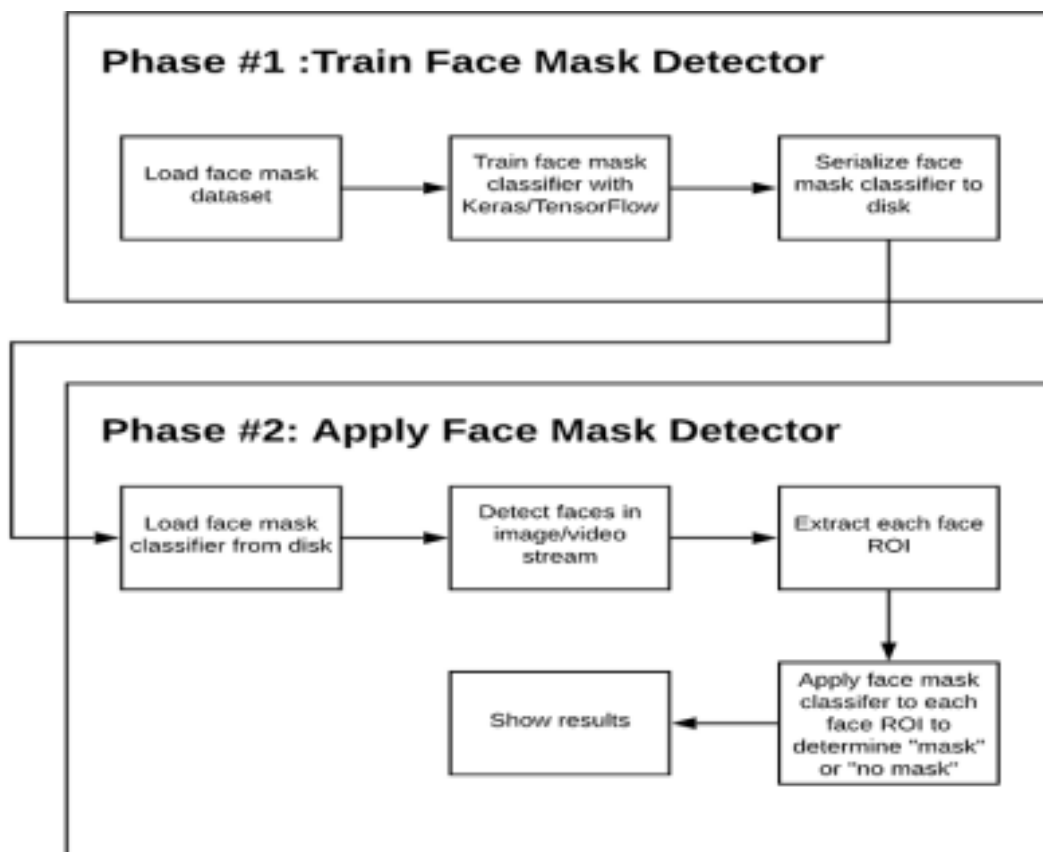 Phase #1 :Train Face Mask Detector
Load face mask
dataset
Train face mask
classifier with
Keras/TensorFlow
Serialize face
mask classifier to
disk
Phase #2: Apply Face Mask Detector
Load face mask
classifier from disk
Detect faces in
image/video
stream
Extract each face
ROI
Apply face mask
classifer to each
face ROI to
determine "mask"
or "no mask"
Show results